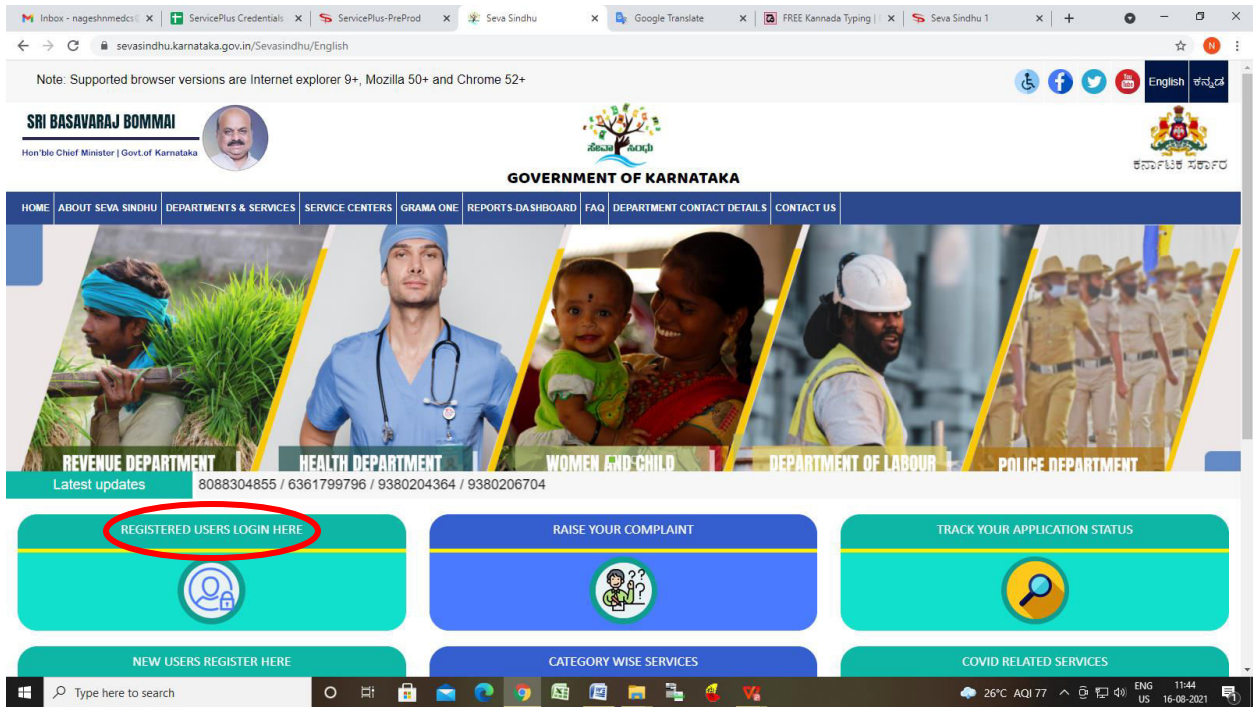 Inbox - nageshnmedcs
ServicePlus Credentials
ServicePlus-PreProd
Seva Sindhu
Google Translate
FREE Kannada Typing |
Seva Sindhu 1
sevasindhu.karnataka.gov.in/Sevasindhu/English
N
Note: Supported browser versions are Internet explorer 9+, Mozilla 50+ and Chrome 52+
You Tube
English
ಕನ್ನಡ
SRI BASAVARAJ BOMMAI
Hon'ble Chief Minister | Govt.of Karnataka
ಸೇವಾ ಸಿಂಧು
GOVERNMENT OF KARNATAKA
ಕರ್ನಾಟಕ ಸರ್ಕಾರ
HOME ABOUT SEVA SINDHU DEPARTMENTS & SERVICES SERVICE CENTERS GRAMA ONE REPORTS-DASHBOARD FAQ DEPARTMENT CONTACT DETAILS CONTACT US
REVENUE DEPARTMENT
HEALTH DEPARTMENT
WOMEN AND CHILD
DEPARTMENT OF LABOUR
POLICE DEPARTMENT
Latest updates
8088304855 / 6361799796 / 9380204364 / 9380206704
REGISTERED USERS LOGIN HERE
RAISE YOUR COMPLAINT
TRACK YOUR APPLICATION STATUS
NEW USERS REGISTER HERE
CATEGORY WISE SERVICES
COVID RELATED SERVICES
Type here to search
26°C AQI 77
ENG
US
11:44
16-08-2021
1